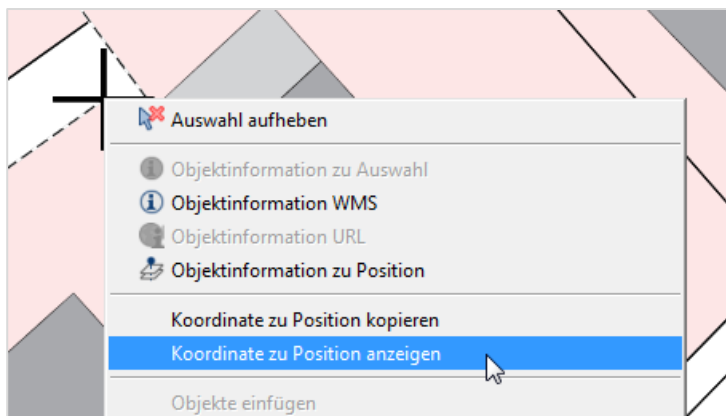 Auswahl aufheben
Objektinformation zu Auswahl
Objektinformation WMS
Objektinformation URL
Objektinformation zu Position
Koordinate zu Position kopieren
Koordinate zu Position anzeigen
Objekte einfügen